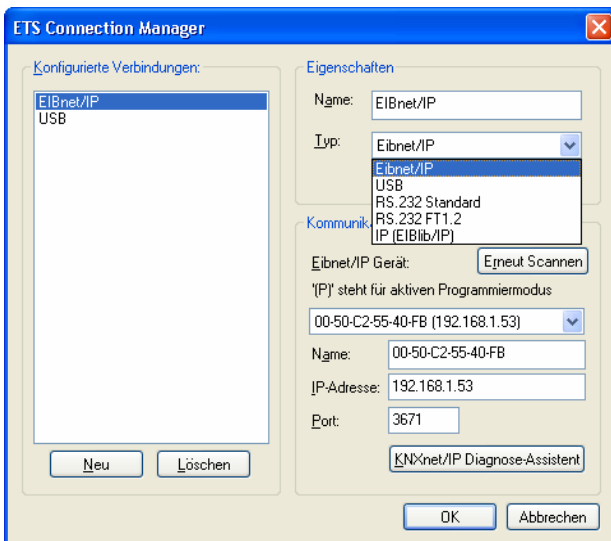 ETS Connection Manager
Konfigurierte Verbindungen:
EIBnet/IP
USB
Neu
Löschen
Eigenschaften
Name: EIBnet/IP
Typ: Eibnet/IP
Eibnet/IP
USB
RS.232 Standard
RS.232 FT1.2
IP (EIBlib/IP)
Kommunik
Eibnet/IP Gerät: Erneut Scannen
'(P)' steht für aktiven Programmiermodus
00-50-C2-55-40-FB (192.168.1.53)
Name: 00-50-C2-55-40-FB
IP-Adresse: 192.168.1.53
Port: 3671
KNXnet/IP Diagnose-Assistent
OK
Abbrechen